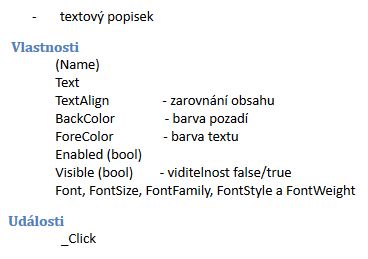 - textový popisek
Vlastnosti
(Name)
Text
TextAlign - zarovnání obsahu
BackColor - barva pozadí
ForeColor - barva textu
Enabled (bool)
Visible (bool) - viditelnost false/true
Font, FontSize, FontFamily, FontStyle a FontWeight
Události
_Click